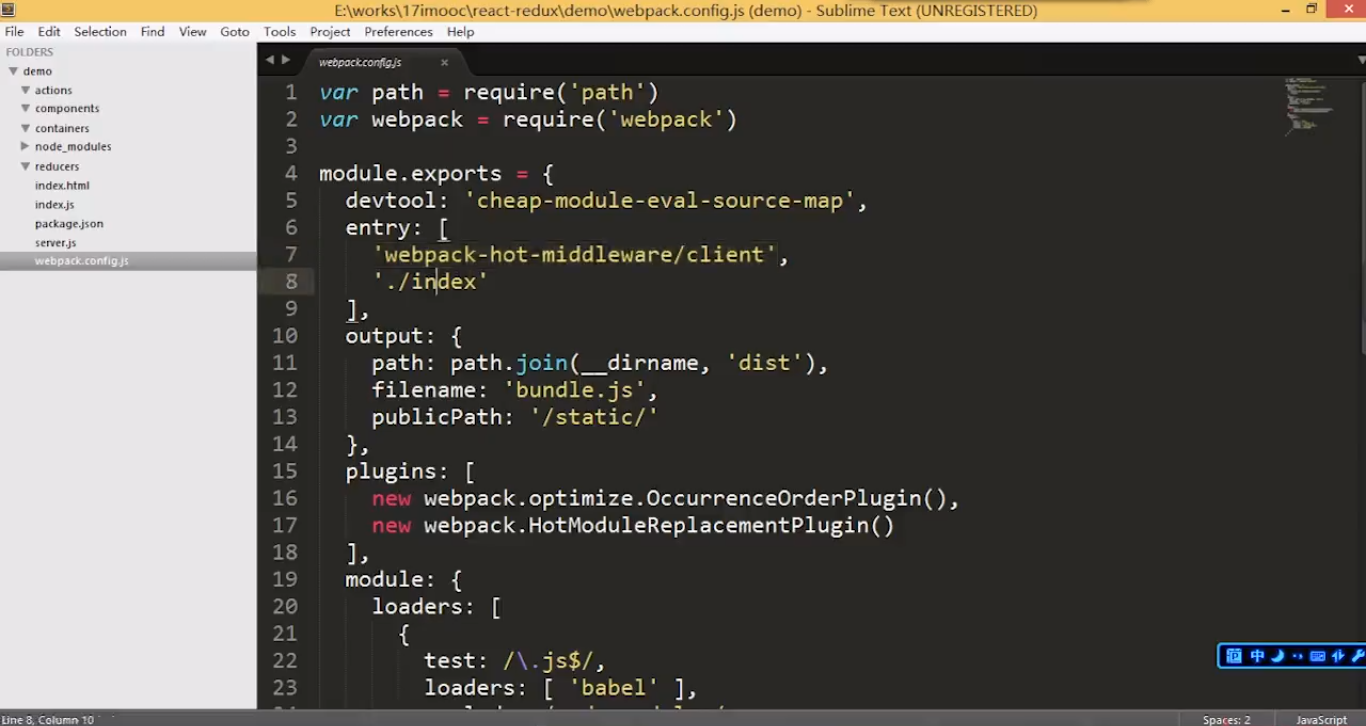 E:\works\17imooc\react-redux\demo\webpack.config.js (demo) - Sublime Text (UNREGISTERED)
File Edit Selection Find View Goto Tools Project Preferences Help
FOLDERS
demo
actions
components
containers
node_modules
reducers
index.html
index.js
package.json
server.js
webpack.config.js
webpack.config.js
1 var path = require('path')
2 var webpack = require('webpack')
3
4 module.exports = {
5 devtool: 'cheap-module-eval-source-map',
6 entry: [
7 'webpack-hot-middleware/client',
8 './index'
9 ],
10 output: {
11 path: path.join(__dirname, 'dist'),
12 filename: 'bundle.js',
13 publicPath: '/static/'
14 },
15 plugins: [
16 new webpack.optimize.OccurrenceOrderPlugin(),
17 new webpack.HotModuleReplacementPlugin()
18 ],
19 module: {
20 loaders: [
21 {
22 test: /\.js$/,
23 loaders: [ 'babel' ],
中
Line 8, Column 10
Spaces: 2
JavaScript